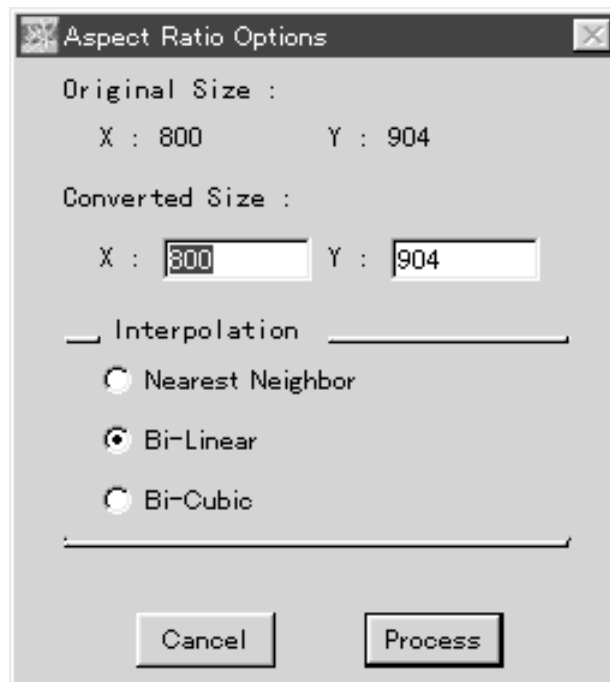 Aspect Ratio Options
Original Size :
X : 800 Y : 904
Converted Size :
X : 800 Y : 904
Interpolation
Nearest Neighbor
Bi-Linear
Bi-Cubic
Cancel Process